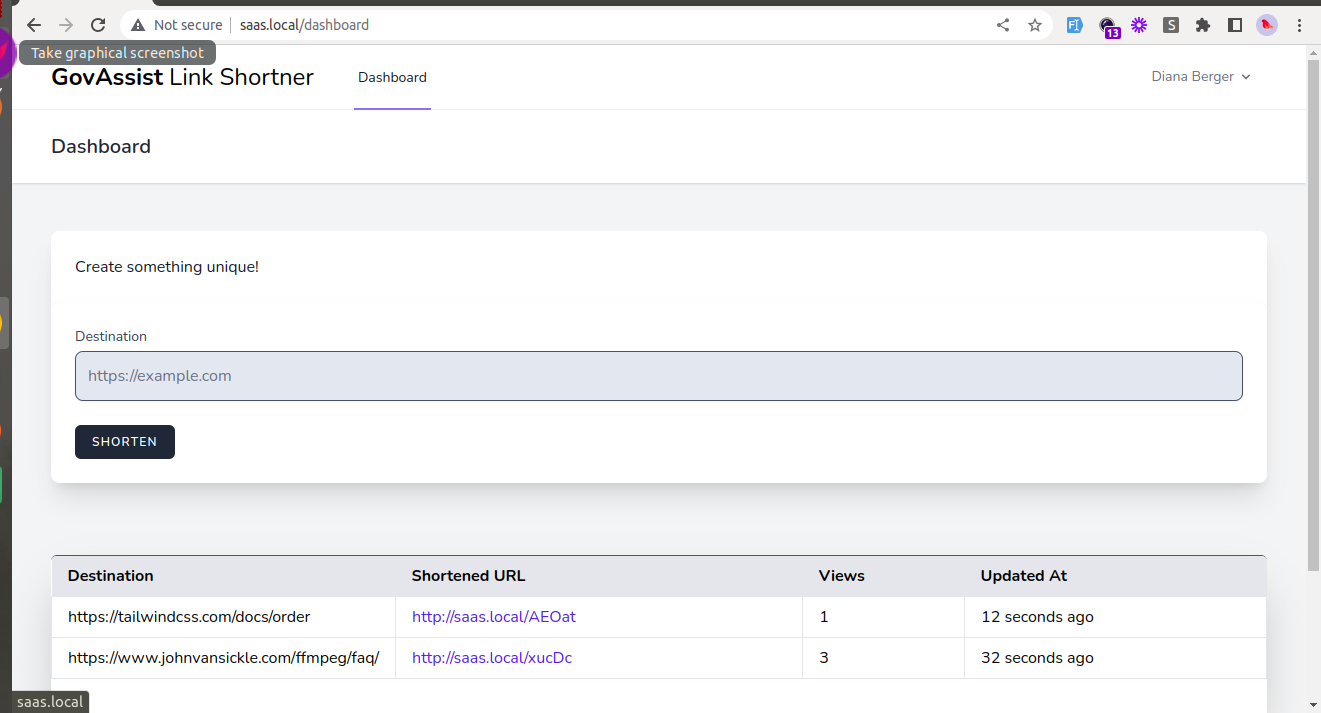 Not secure saas.local/dashboard
13
S
Take graphical screenshot
GovAssist Link Shortner Dashboard Diana Berger
Dashboard
Create something unique!
Destination
https://example.com
SHORTEN
Destination Shortened URL Views Updated At
https://tailwindcss.com/docs/order http://saas.local/AEOat 1 12 seconds ago
https://www.johnvansickle.com/ffmpeg/faq/ http://saas.local/xucDc 3 32 seconds ago
saas.local